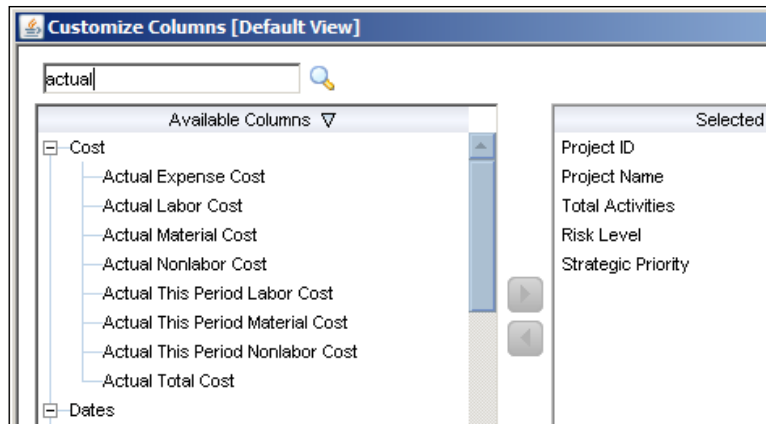 Customize Columns [Default View]
actual
Available Columns
Selected
Cost
Actual Expense Cost
Actual Labor Cost
Actual Material Cost
Actual Nonlabor Cost
Actual This Period Labor Cost
Actual This Period Material Cost
Actual This Period Nonlabor Cost
Actual Total Cost
Dates
Project ID
Project Name
Total Activities
Risk Level
Strategic Priority